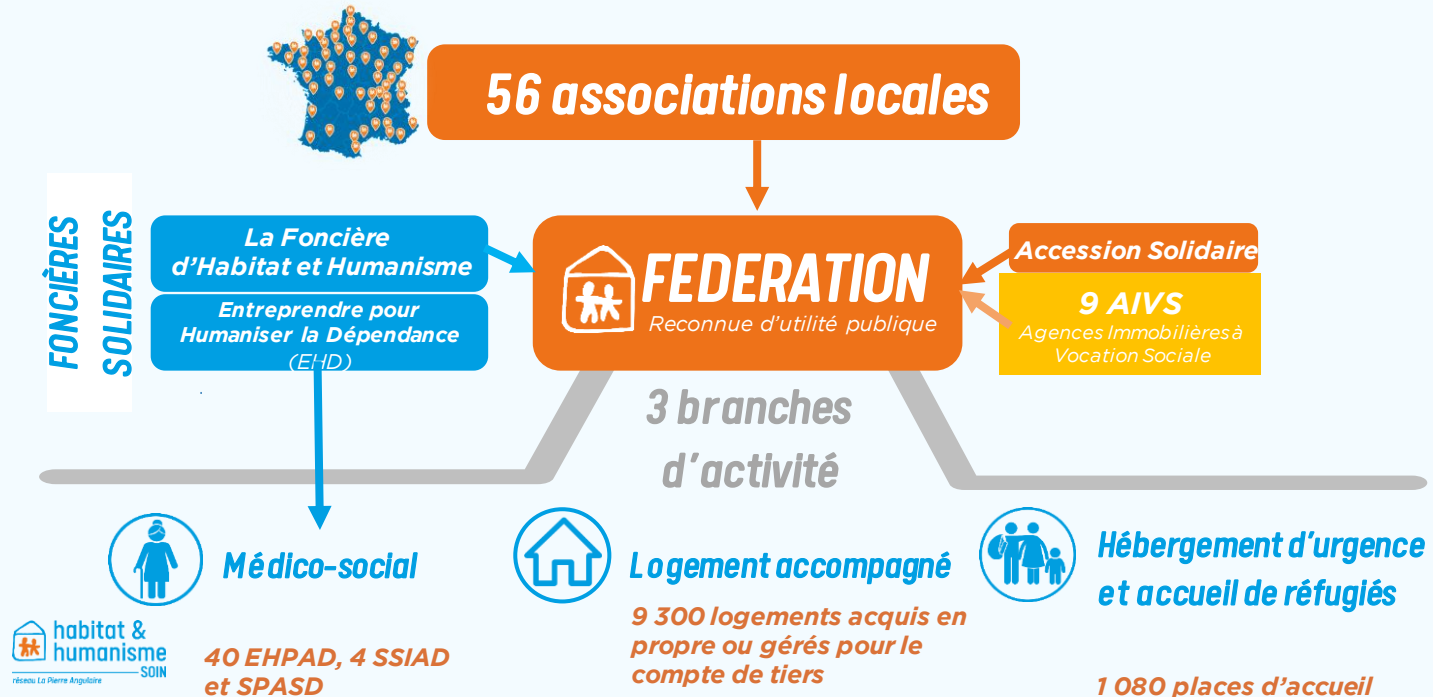 56 associations locales
FONCIÈRES
SOLIDAIRES
La Foncière
d'Habitat et Humanisme
Entreprendre pour
Humaniser la Dépendance
(EHD)
FEDERATION
Reconnue d'utilité publique
Accession Solidaire
9 AIVS
Agences Immobilières à
Vocation Sociale
3 branches
d'activité
Médico-social
40 EHPAD, 4 SSIAD
et SPASD
Logement accompagné
9 300 logements acquis en
propre ou gérés pour le
compte de tiers
Hébergement d'urgence
et accueil de réfugiés
1 080 places d'accueil
habitat &
humanisme
SOIN
réseau La Pierre Angulaire